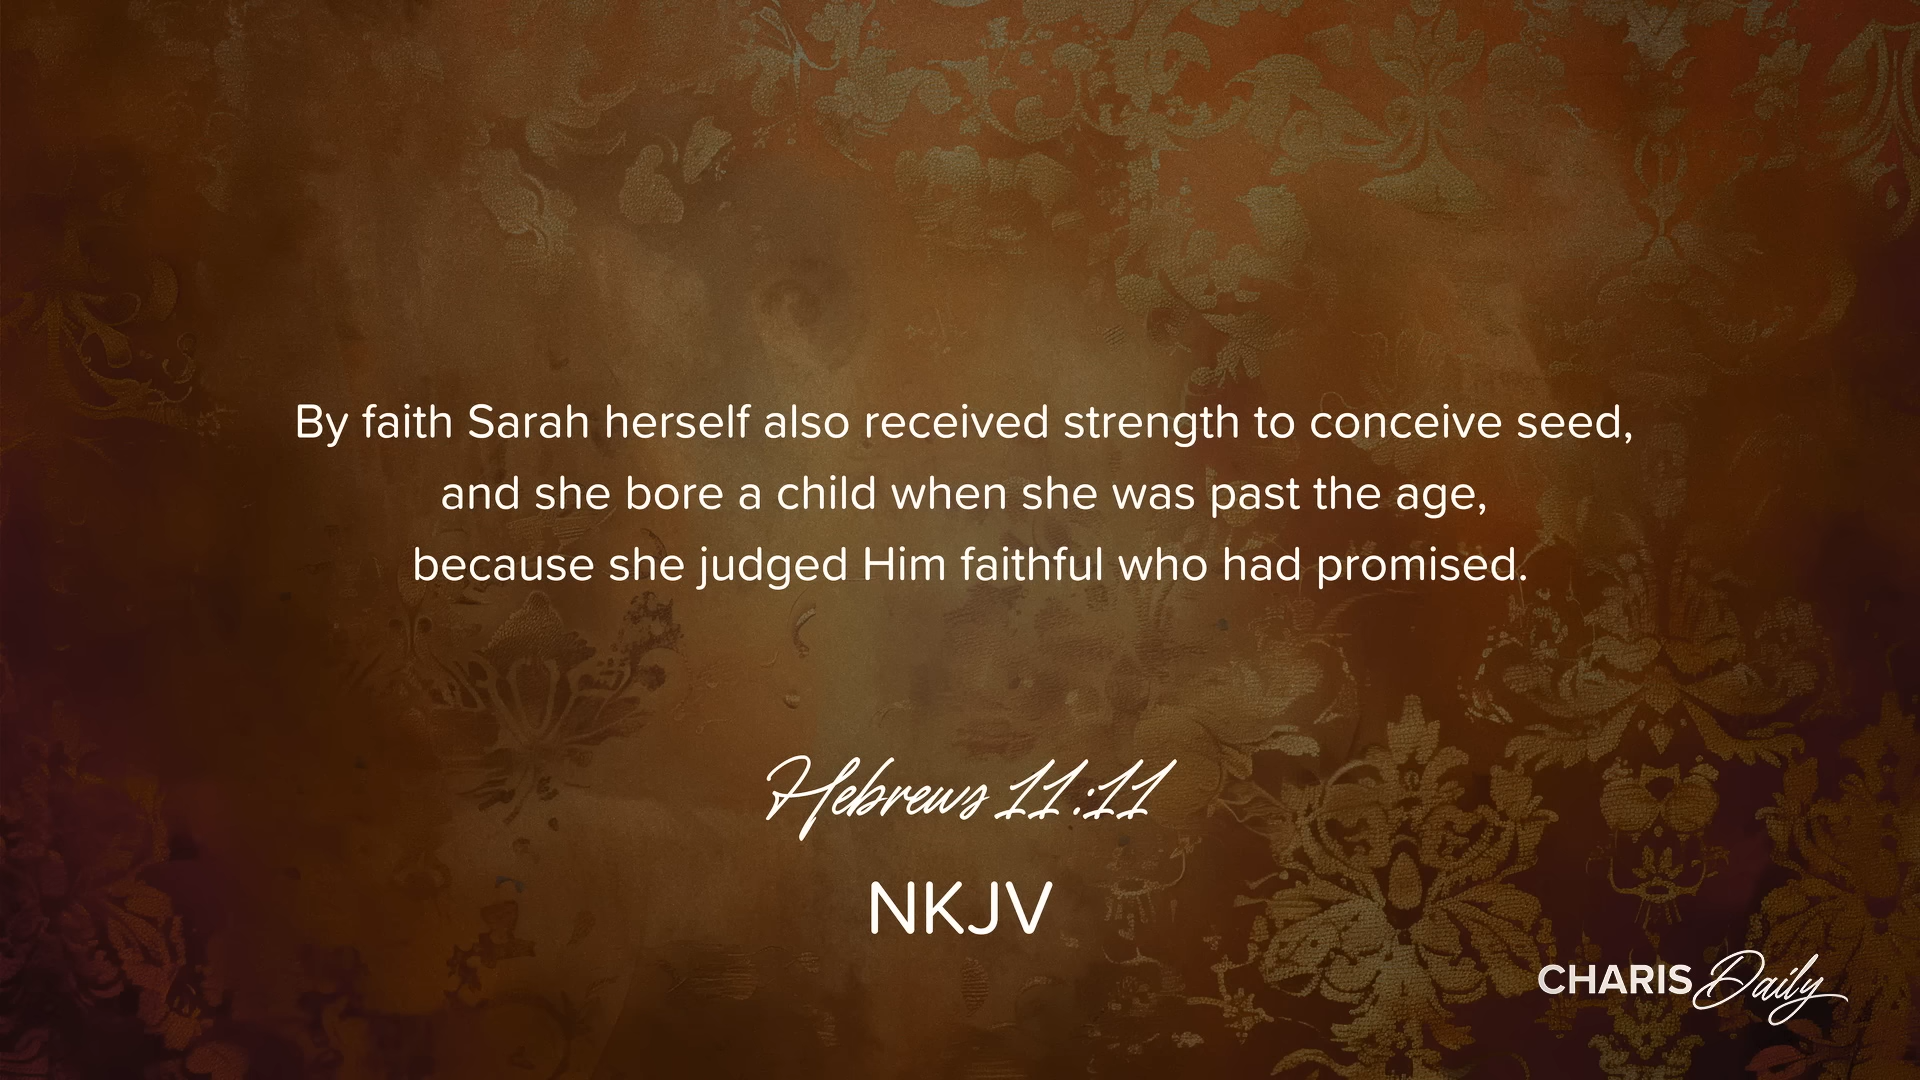 By faith Sarah herself also received strength to conceive seed,
and she bore a child when she was past the age,
because she judged Him faithful who had promised.
Hebrews 11:11
NKJV
CHARIS Daily